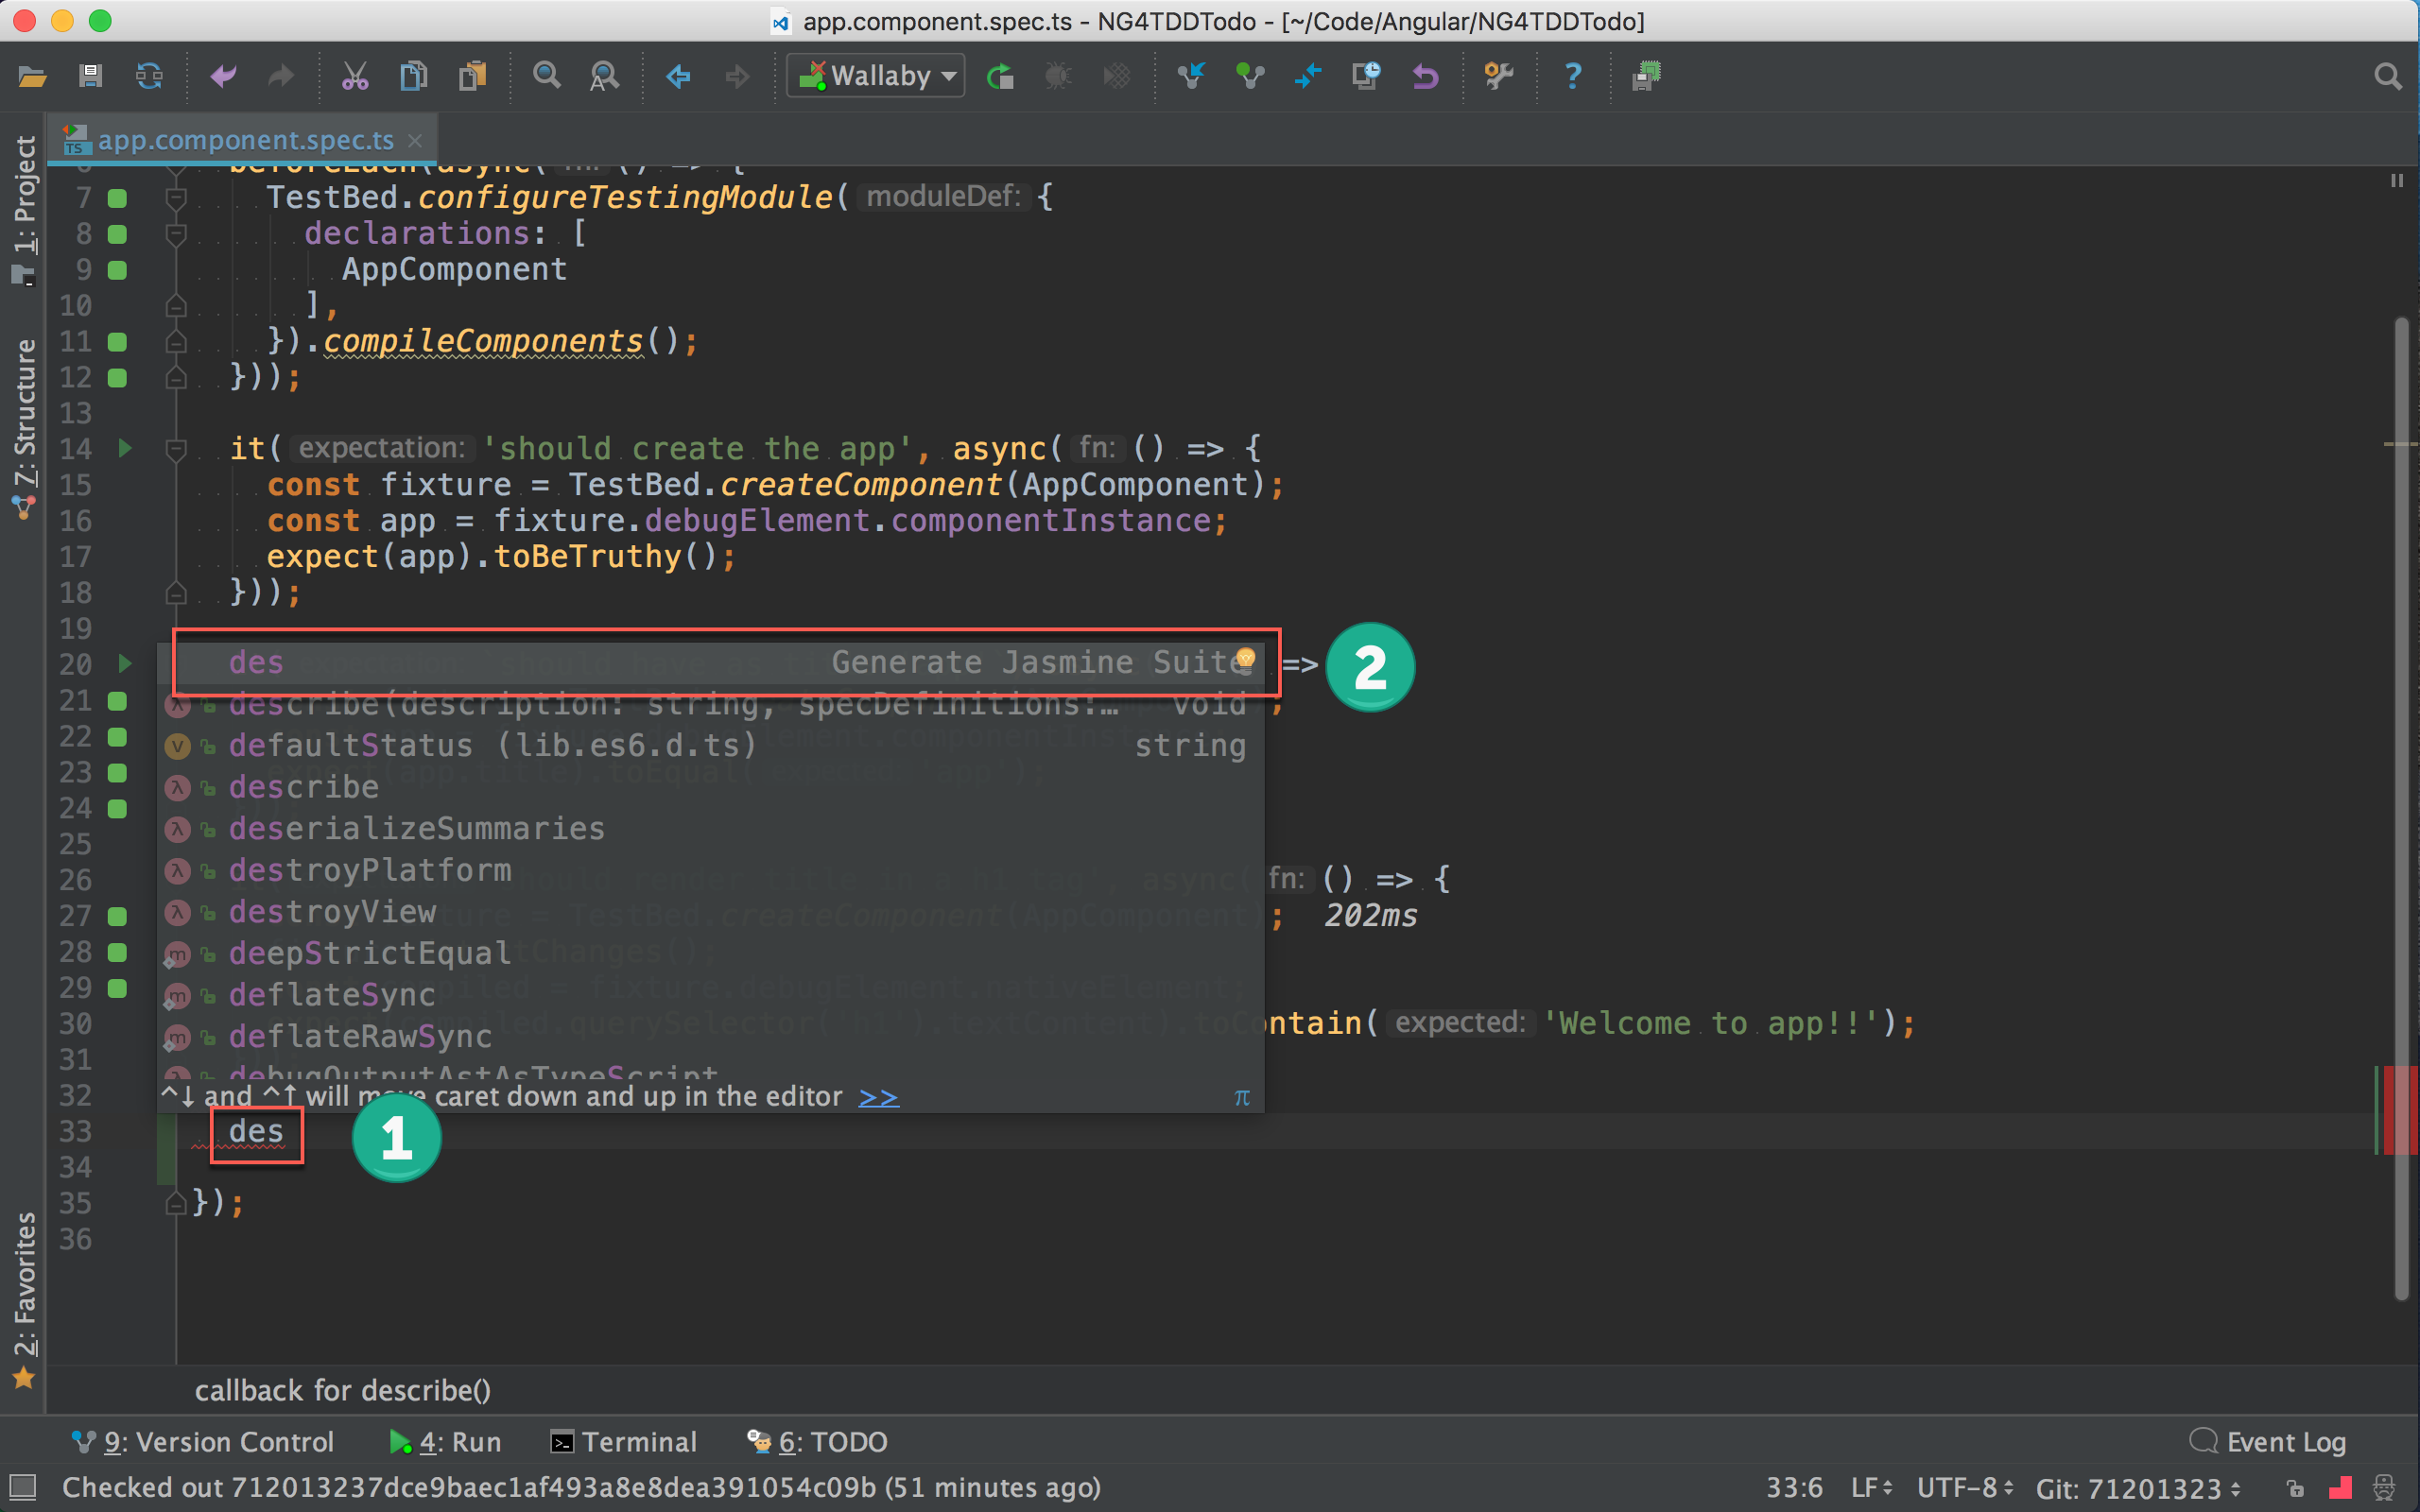 app.component.spec.ts - NG4TDDTodo - [~/Code/Angular/NG4TDDTodo]
Wallaby
app.component.spec.ts ×
1: Project
7: Structure
2: Favorites
7 TestBed.configureTestingModule( moduleDef: {
8 declarations: [
9 AppComponent
10 ],
11 }).compileComponents();
12 }));
13
14 it( expectation: 'should create the app', async( fn: () => {
15 const fixture = TestBed.createComponent(AppComponent);
16 const app = fixture.debugElement.componentInstance;
17 expect(app).toBeTruthy();
18 }));
19
20 des Generate Jasmine Suite => 2
21 describe(description: string, specDefinitions:… void ;
22 defaultStatus (lib.es6.d.ts) string
23 describe
24 deserializeSummaries
25
26 destroyPlatform fn: () => {
27 destroyView ; 202ms
28 deepStrictEqual
29 deflateSync
30 deflateRawSync ontain( expected: 'Welcome to app!!');
31 debugOutputAstAsTypeScript
32 ^↓ and ^↑ will move caret down and up in the editor >> π
33 des 1
34
35 });
36
callback for describe()
9: Version Control 4: Run Terminal 6: TODO Event Log
Checked out 712013237dce9baec1af493a8e8dea391054c09b (51 minutes ago) 33:6 LF UTF-8 Git: 71201323